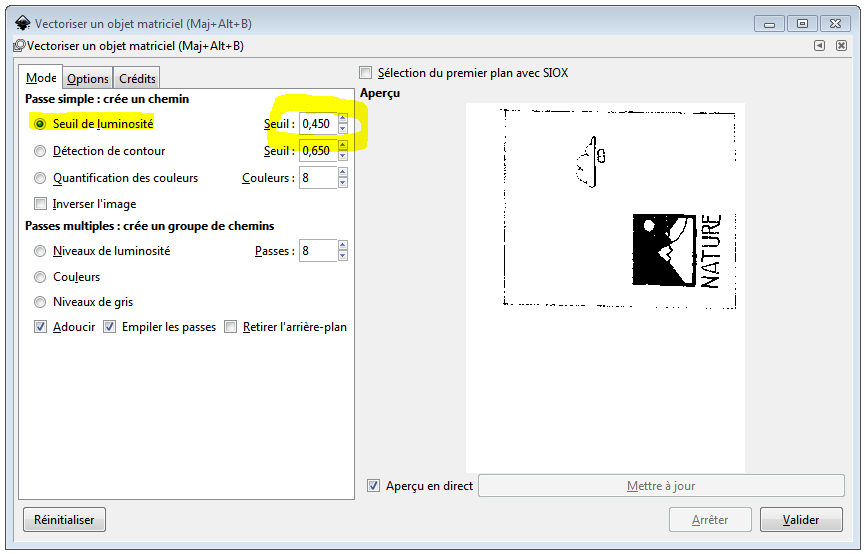 Vectoriser un objet matriciel (Maj+Alt+B)
Vectoriser un objet matriciel (Maj+Alt+B)
Mode Options Crédits
Sélection du premier plan avec SIOX
Passe simple : crée un chemin
Aperçu
Seuil de luminosité Seuil : 0,450
Détection de contour Seuil : 0,650
Quantification des couleurs Couleurs : 8
Inverser l'image
Passes multiples : crée un groupe de chemins
Niveaux de luminosité Passes : 8
Couleurs
Niveaux de gris
Adoucir Empiler les passes Retirer l'arrière-plan
NATURE
Aperçu en direct Mettre à jour
Réinitialiser Arrêter Valider